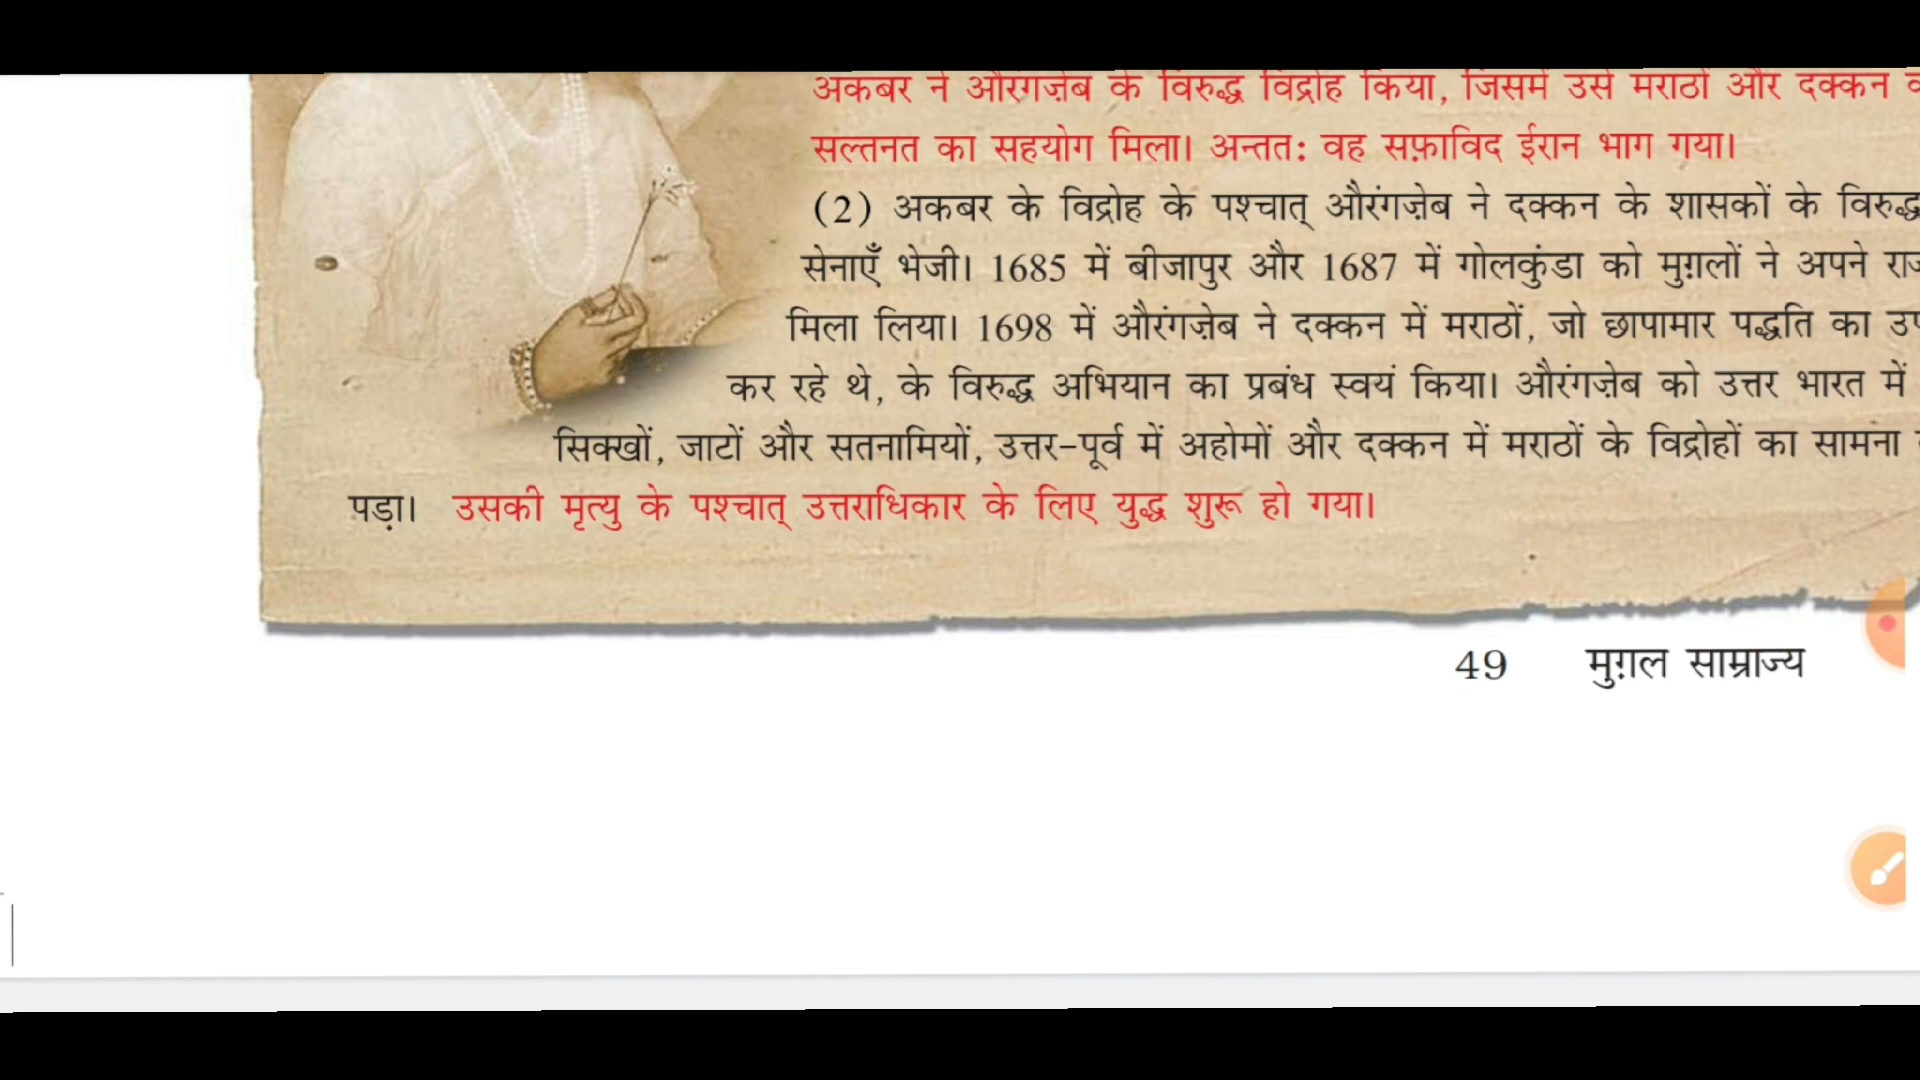 अकबर ने औरंगज़ेब के विरुद्ध विद्रोह किया, जिसमें उसे मराठों और दक्कन
सल्तनत का सहयोग मिला। अन्तत: वह सफ़ाविद ईरान भाग गया।
(2) अकबर के विद्रोह के पश्चात् औरंगज़ेब ने दक्कन के शासकों के विरुद्ध
सेनाएँ भेजी। 1685 में बीजापुर और 1687 में गोलकुंडा को मुग़लों ने अपने
मिला लिया। 1698 में औरंगज़ेब ने दक्कन में मराठों, जो छापामार पद्धति का
कर रहे थे, के विरुद्ध अभियान का प्रबंध स्वयं किया। औरंगज़ेब को उत्तर भारत में
सिक्खों, जाटों और सतनामियों, उत्तर-पूर्व में अहोमों और दक्कन में मराठों के विद्रोहों का सामना
पड़ा। उसकी मृत्यु के पश्चात् उत्तराधिकार के लिए युद्ध शुरू हो गया।
49 मुग़ल साम्राज्य